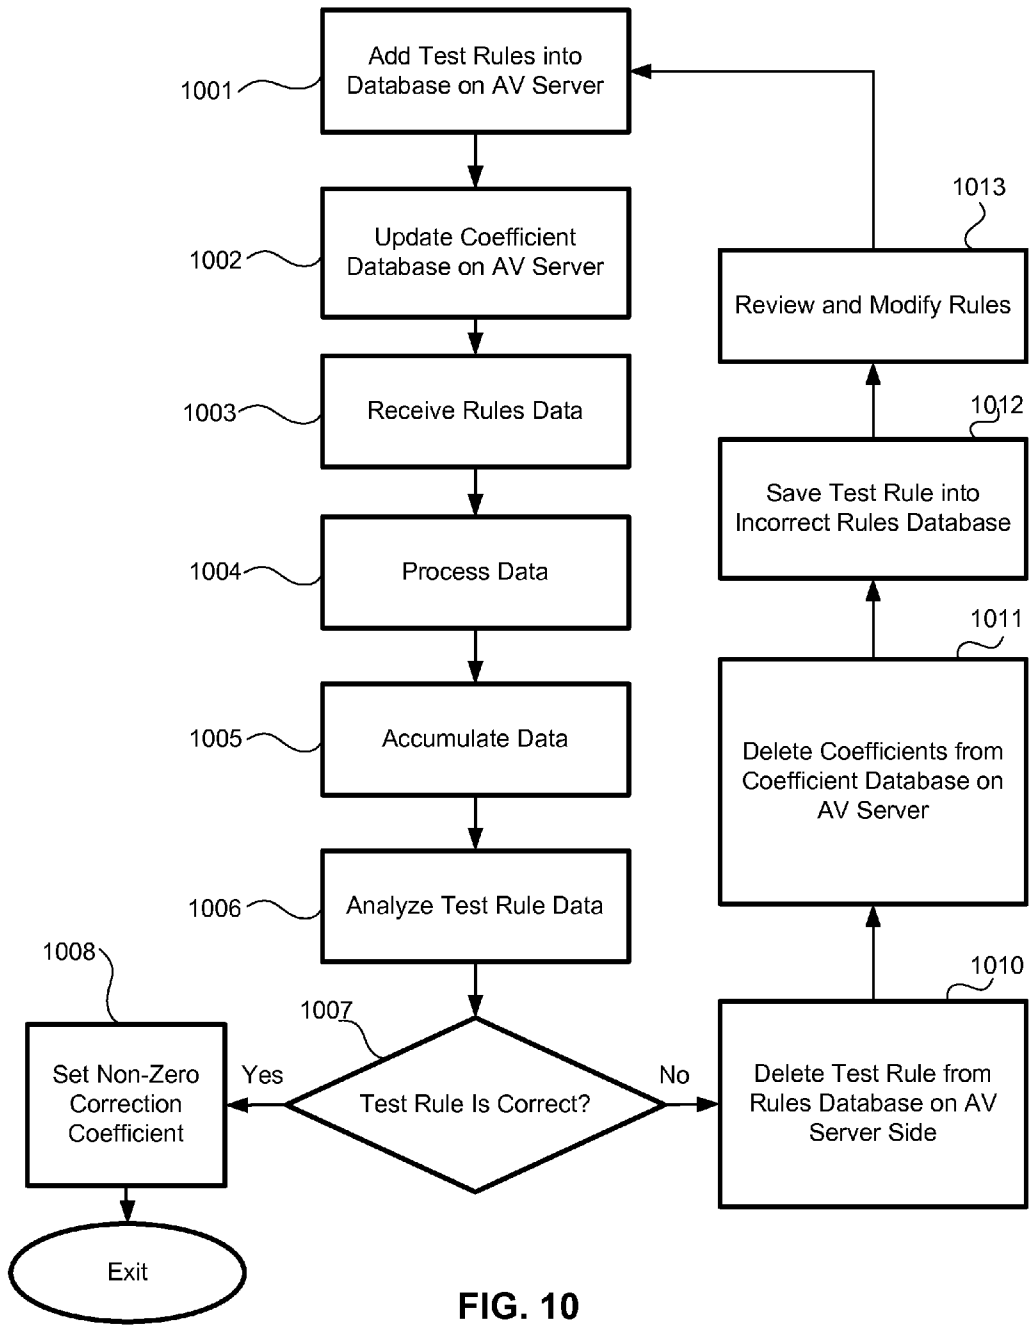 Add Test Rules into
Database on AV Server
1001
Update Coefficient
Database on AV Server
1002
Receive Rules Data
1003
Process Data
1004
Accumulate Data
1005
Analyze Test Rule Data
1006
1007
Test Rule Is Correct?
Yes
No
1008
Set Non-Zero
Correction
Coefficient
Exit
1010
Delete Test Rule from
Rules Database on AV
Server Side
1011
Delete Coefficients from
Coefficient Database on
AV Server
1012
Save Test Rule into
Incorrect Rules Database
1013
Review and Modify Rules
FIG. 10